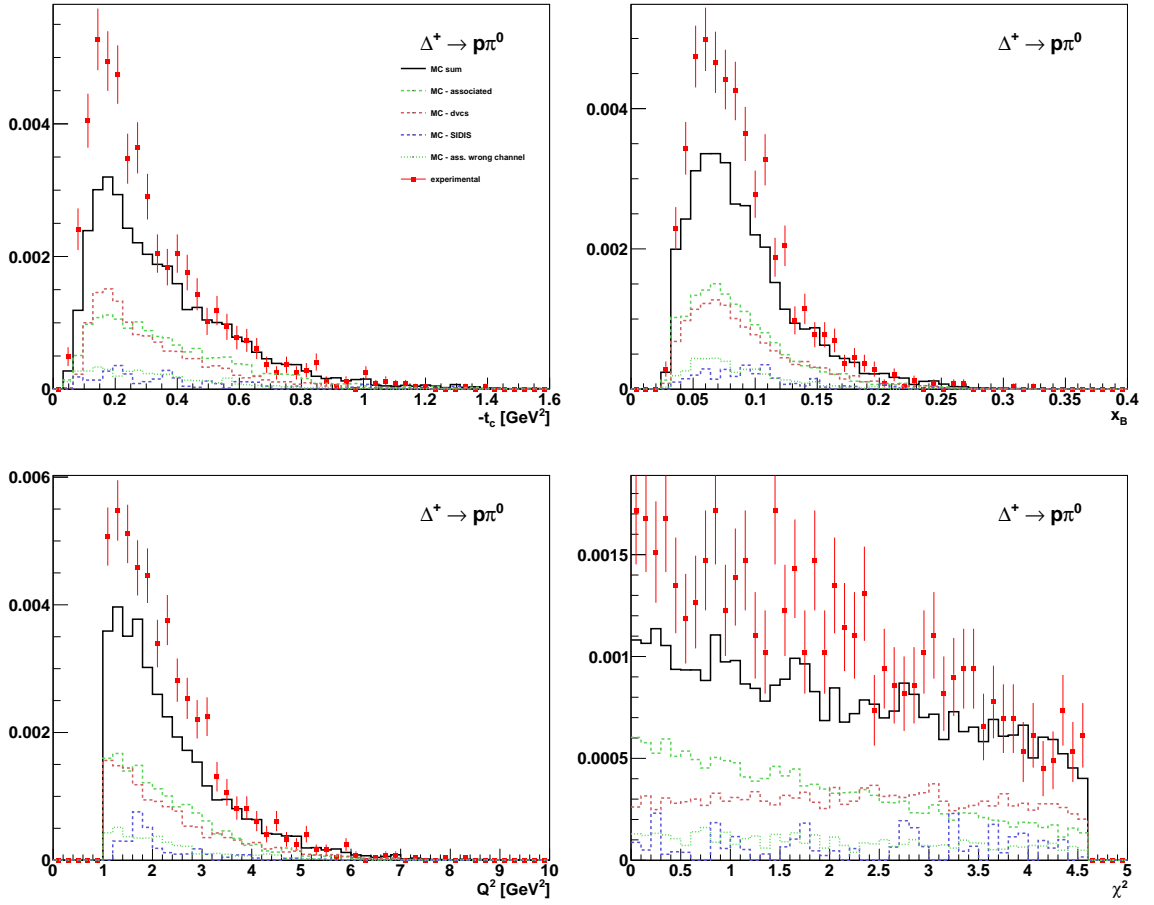 Δ⁺ → pπ⁰
MC sum
MC - associated
MC - dvcs
MC - SIDIS
MC - ass. wrong channel
experimental
0.004
0.002
0
0 0.2 0.4 0.6 0.8 1 1.2 1.4 1.6
-t_c [GeV²]
Δ⁺ → pπ⁰
0.004
0.002
0
0 0.05 0.1 0.15 0.2 0.25 0.3 0.35 0.4
x_B
Δ⁺ → pπ⁰
0.006
0.004
0.002
0
0 1 2 3 4 5 6 7 8 9 10
Q² [GeV²]
Δ⁺ → pπ⁰
0.0015
0.001
0.0005
0
0 0.5 1 1.5 2 2.5 3 3.5 4 4.5 5
χ²